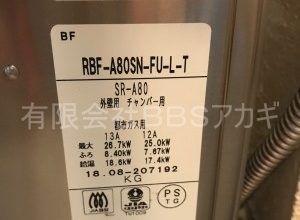 BF
RBF-A80SN-FU-L-T
SR-A80
外壁用 チャンバー用
有限会社BBSアカギ
都市ガス用
13A 12A
最大 26.7kW 25.0kW
ふろ 8.40kW 7.67kW
給湯 18.6kW 17.4kW
18.08-207192
KG
JIA
PS
TG